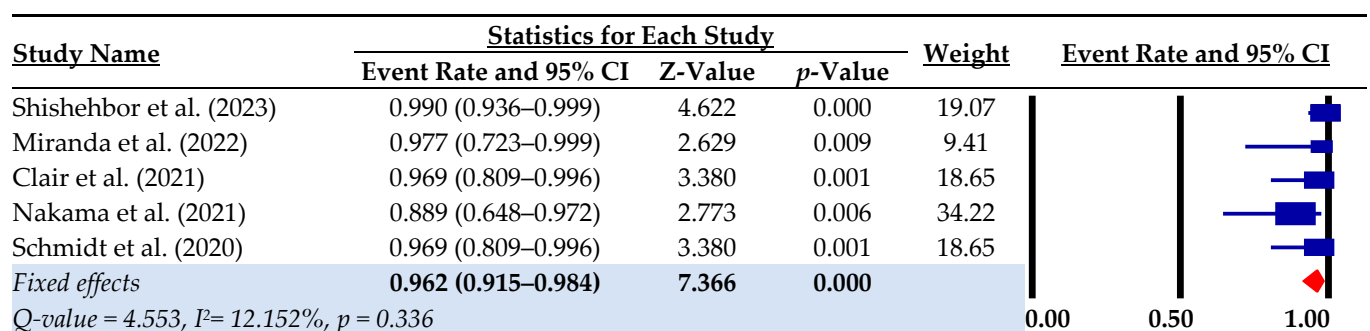 Study Name Statistics for Each Study Weight Event Rate and 95% CI
Event Rate and 95% CI Z-Value p-Value
Shishehbor et al. (2023) 0.990 (0.936–0.999) 4.622 0.000 19.07
Miranda et al. (2022) 0.977 (0.723–0.999) 2.629 0.009 9.41
Clair et al. (2021) 0.969 (0.809–0.996) 3.380 0.001 18.65
Nakama et al. (2021) 0.889 (0.648–0.972) 2.773 0.006 34.22
Schmidt et al. (2020) 0.969 (0.809–0.996) 3.380 0.001 18.65
Fixed effects 0.962 (0.915–0.984) 7.366 0.000
Q-value = 4.553, I²= 12.152%, p = 0.336 0.00 0.50 1.00